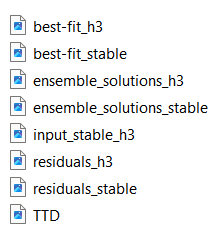 best-fit_h3
best-fit_stable
ensemble_solutions_h3
ensemble_solutions_stable
input_stable_h3
residuals_h3
residuals_stable
TTD